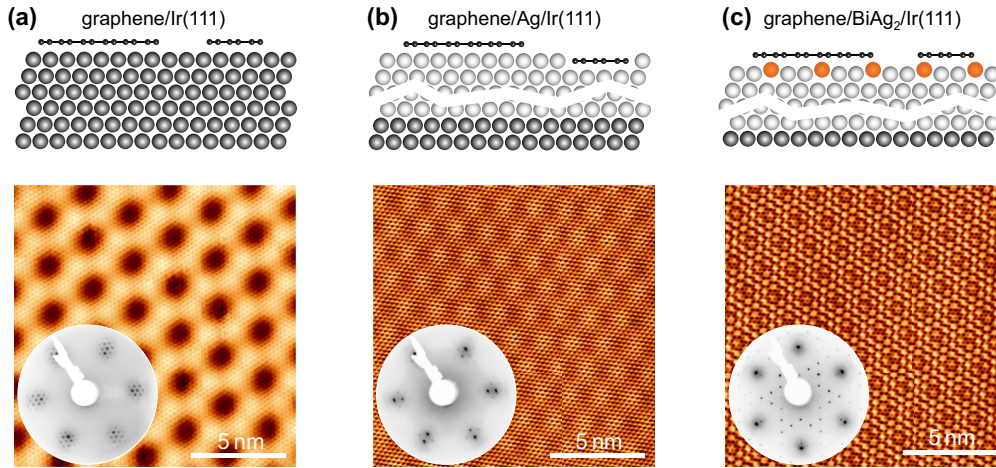 (a) graphene/Ir(111)
(b) graphene/Ag/Ir(111)
(c) graphene/BiAg₂/Ir(111)
5 nm
5 nm
5 nm